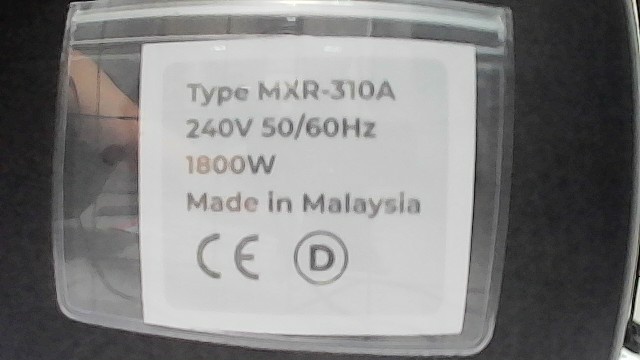 Type MXR-310A
240V 50/60Hz
1800W
Made in Malaysia
CE D